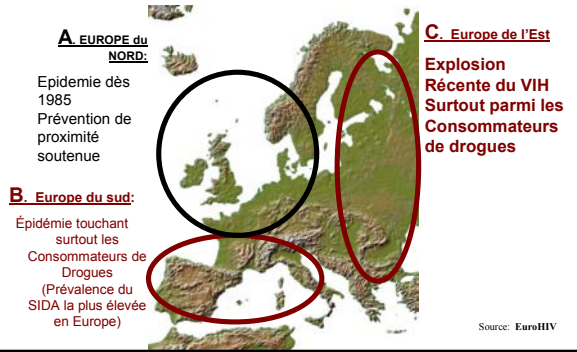 A. EUROPE du
NORD:
Epidemie dès
1985
Prévention de
proximité
soutenue
B. Europe du sud:
Épidémie touchant
surtout les
Consommateurs de
Drogues
(Prévalence du
SIDA la plus élevée
en Europe)
C. Europe de l'Est
Explosion
Récente du VIH
Surtout parmi les
Consommateurs
de drogues
Source: EuroHIV